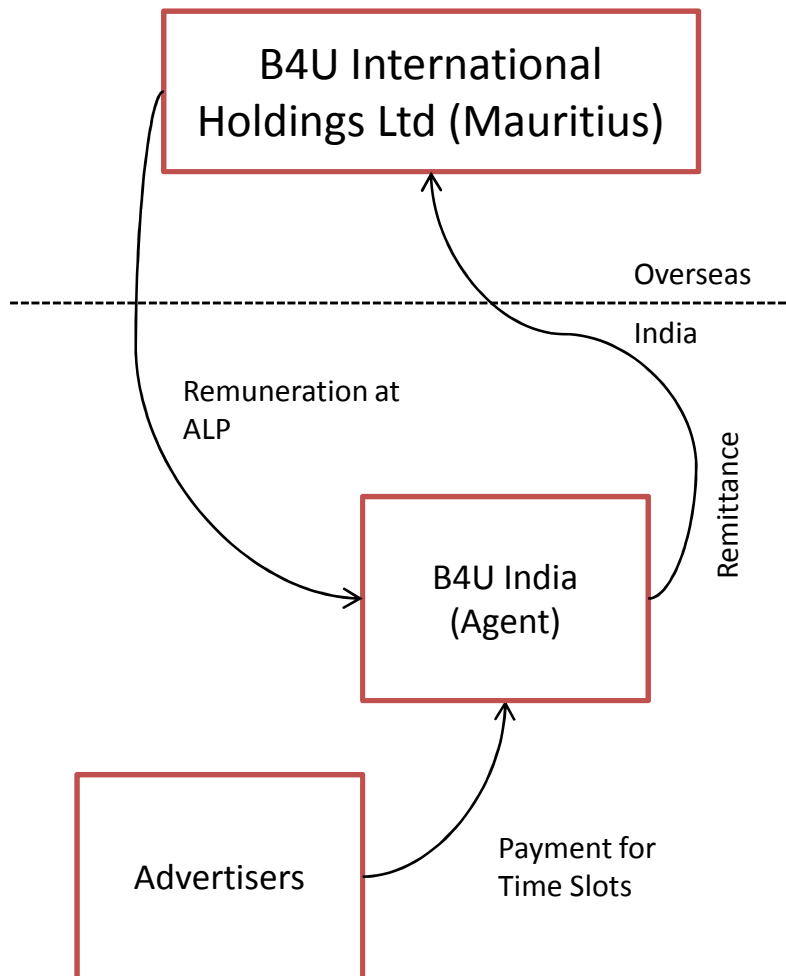 B4U International
Holdings Ltd (Mauritius)
Overseas
India
Remuneration at
ALP
Remittance
B4U India
(Agent)
Payment for
Time Slots
Advertisers